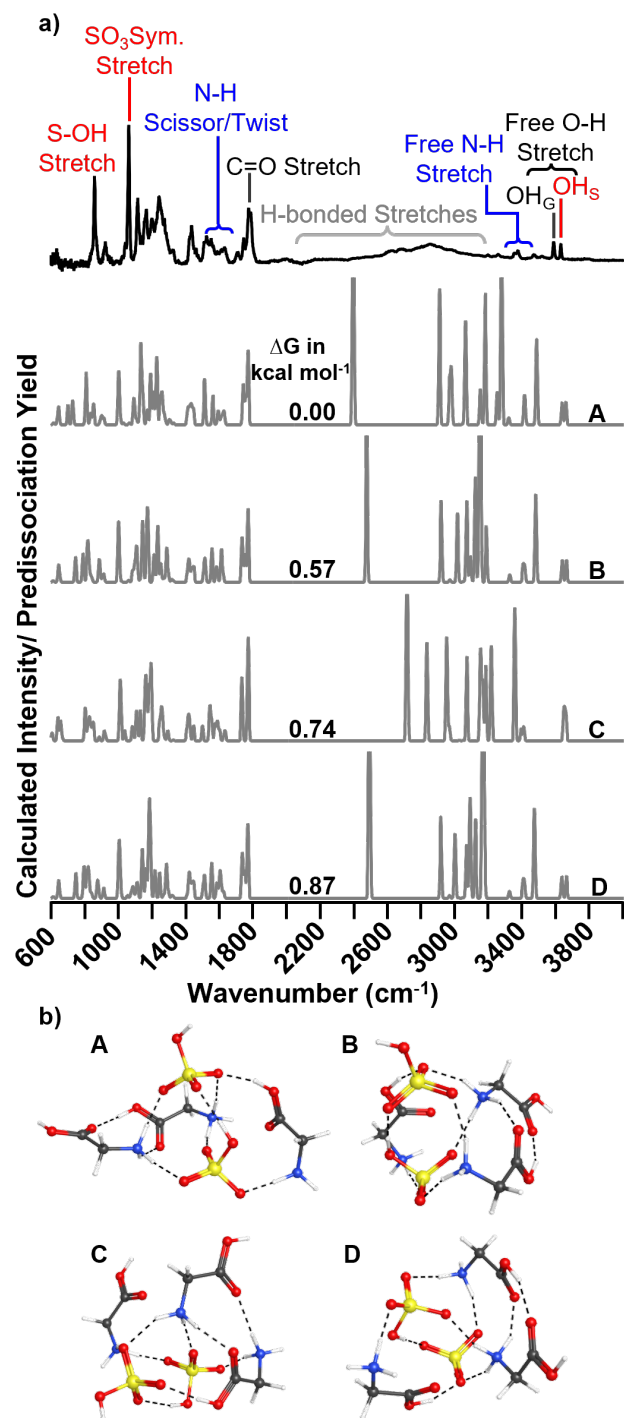 a)
SO3Sym.
Stretch
N-H
Scissor/Twist
S-OH
Stretch
C=O Stretch
Free N-H
Stretch
Free O-H
Stretch
OHG
OHS
H-bonded Stretches
ΔG in
kcal mol-1
0.00
A
0.57
B
0.74
C
0.87
D
Calculated Intensity/ Predissociation Yield
600 1000 1400 1800 2200 2600 3000 3400 3800
Wavenumber (cm-1)
b)
A
B
C
D